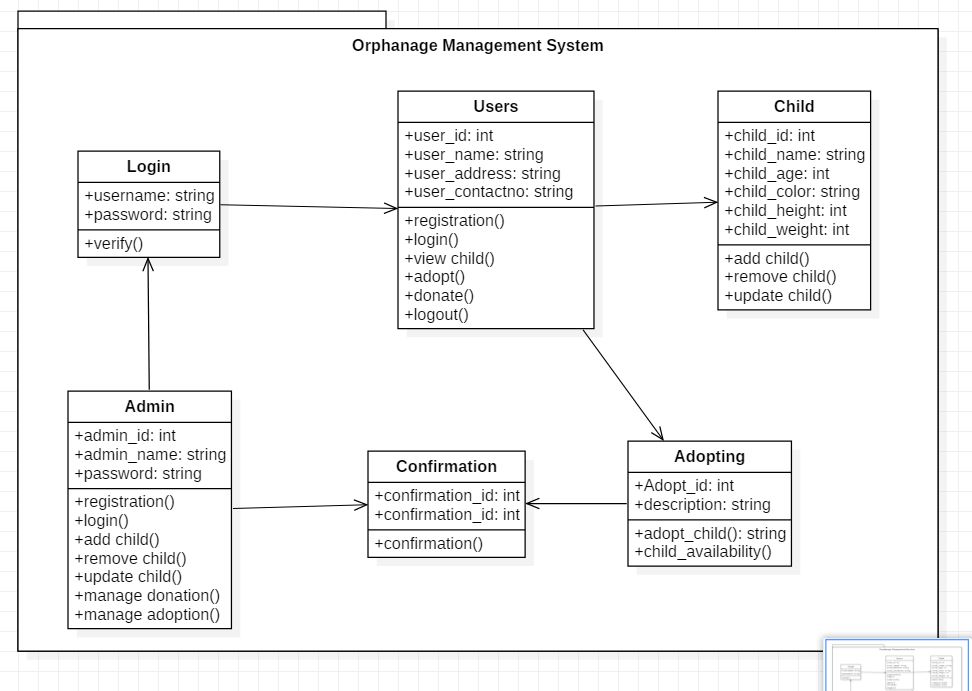 Orphanage Management System
Login
+username: string
+password: string
+verify()
Users
+user_id: int
+user_name: string
+user_address: string
+user_contactno: string
+registration()
+login()
+view child()
+adopt()
+donate()
+logout()
Child
+child_id: int
+child_name: string
+child_age: int
+child_color: string
+child_height: int
+child_weight: int
+add child()
+remove child()
+update child()
Admin
+admin_id: int
+admin_name: string
+password: string
+registration()
+login()
+add child()
+remove child()
+update child()
+manage donation()
+manage adoption()
Confirmation
+confirmation_id: int
+confirmation_id: int
+confirmation()
Adopting
+Adopt_id: int
+description: string
+adopt_child(): string
+child_availability()